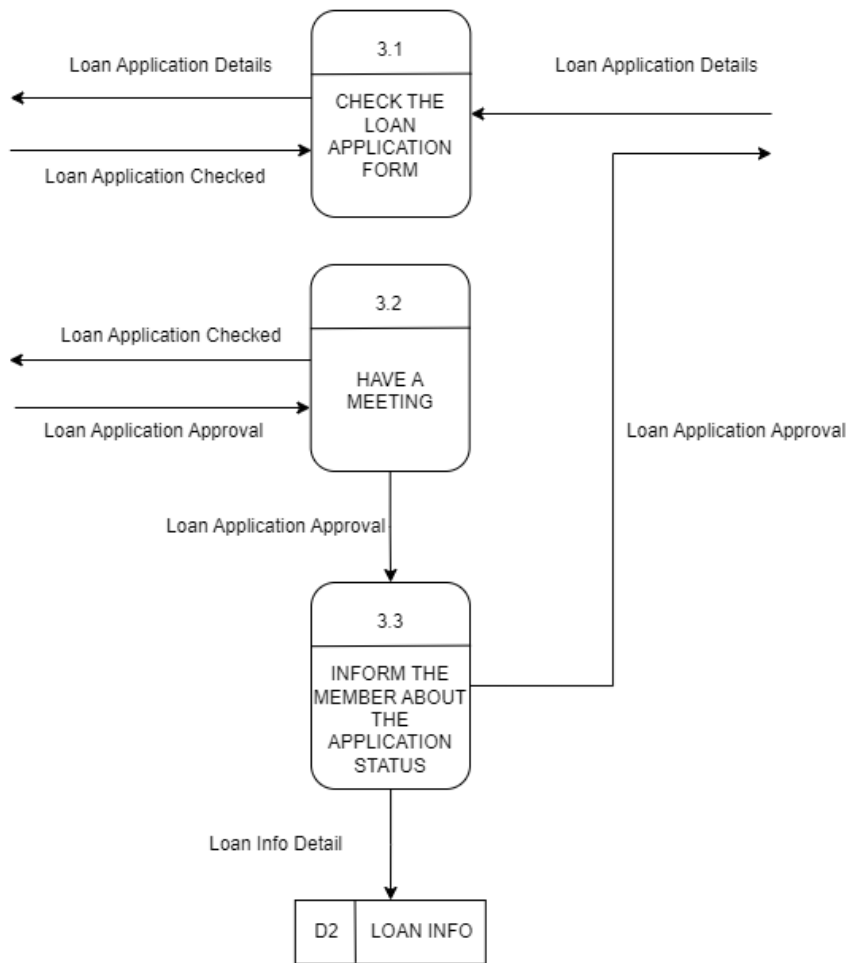 3.1
Loan Application Details
Loan Application Details
CHECK THE
LOAN
APPLICATION
FORM
Loan Application Checked
3.2
Loan Application Checked
HAVE A
MEETING
Loan Application Approval
Loan Application Approval
Loan Application Approval
3.3
INFORM THE
MEMBER ABOUT
THE
APPLICATION
STATUS
Loan Info Detail
D2
LOAN INFO